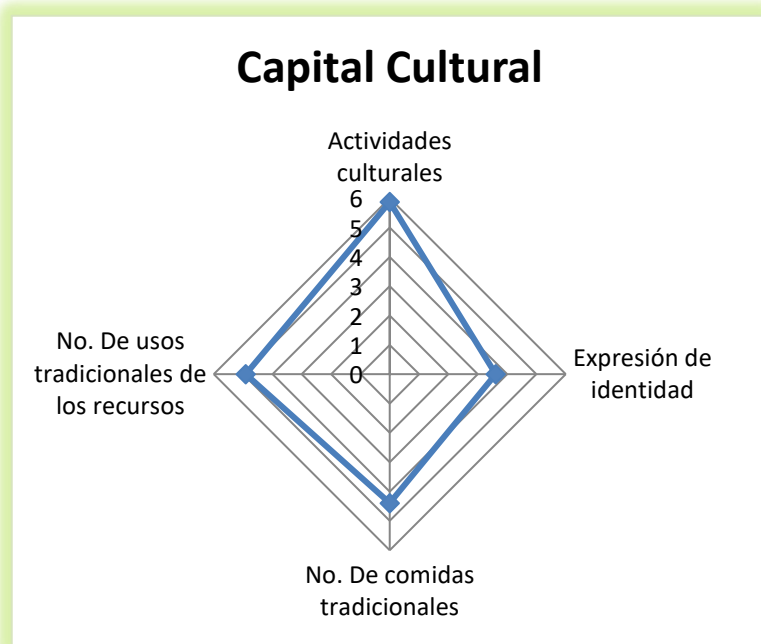 Capital Cultural
Actividades
culturales
6
5
4
3
2
1
0
No. De usos
tradicionales de
los recursos
Expresión de
identidad
No. De comidas
tradicionales